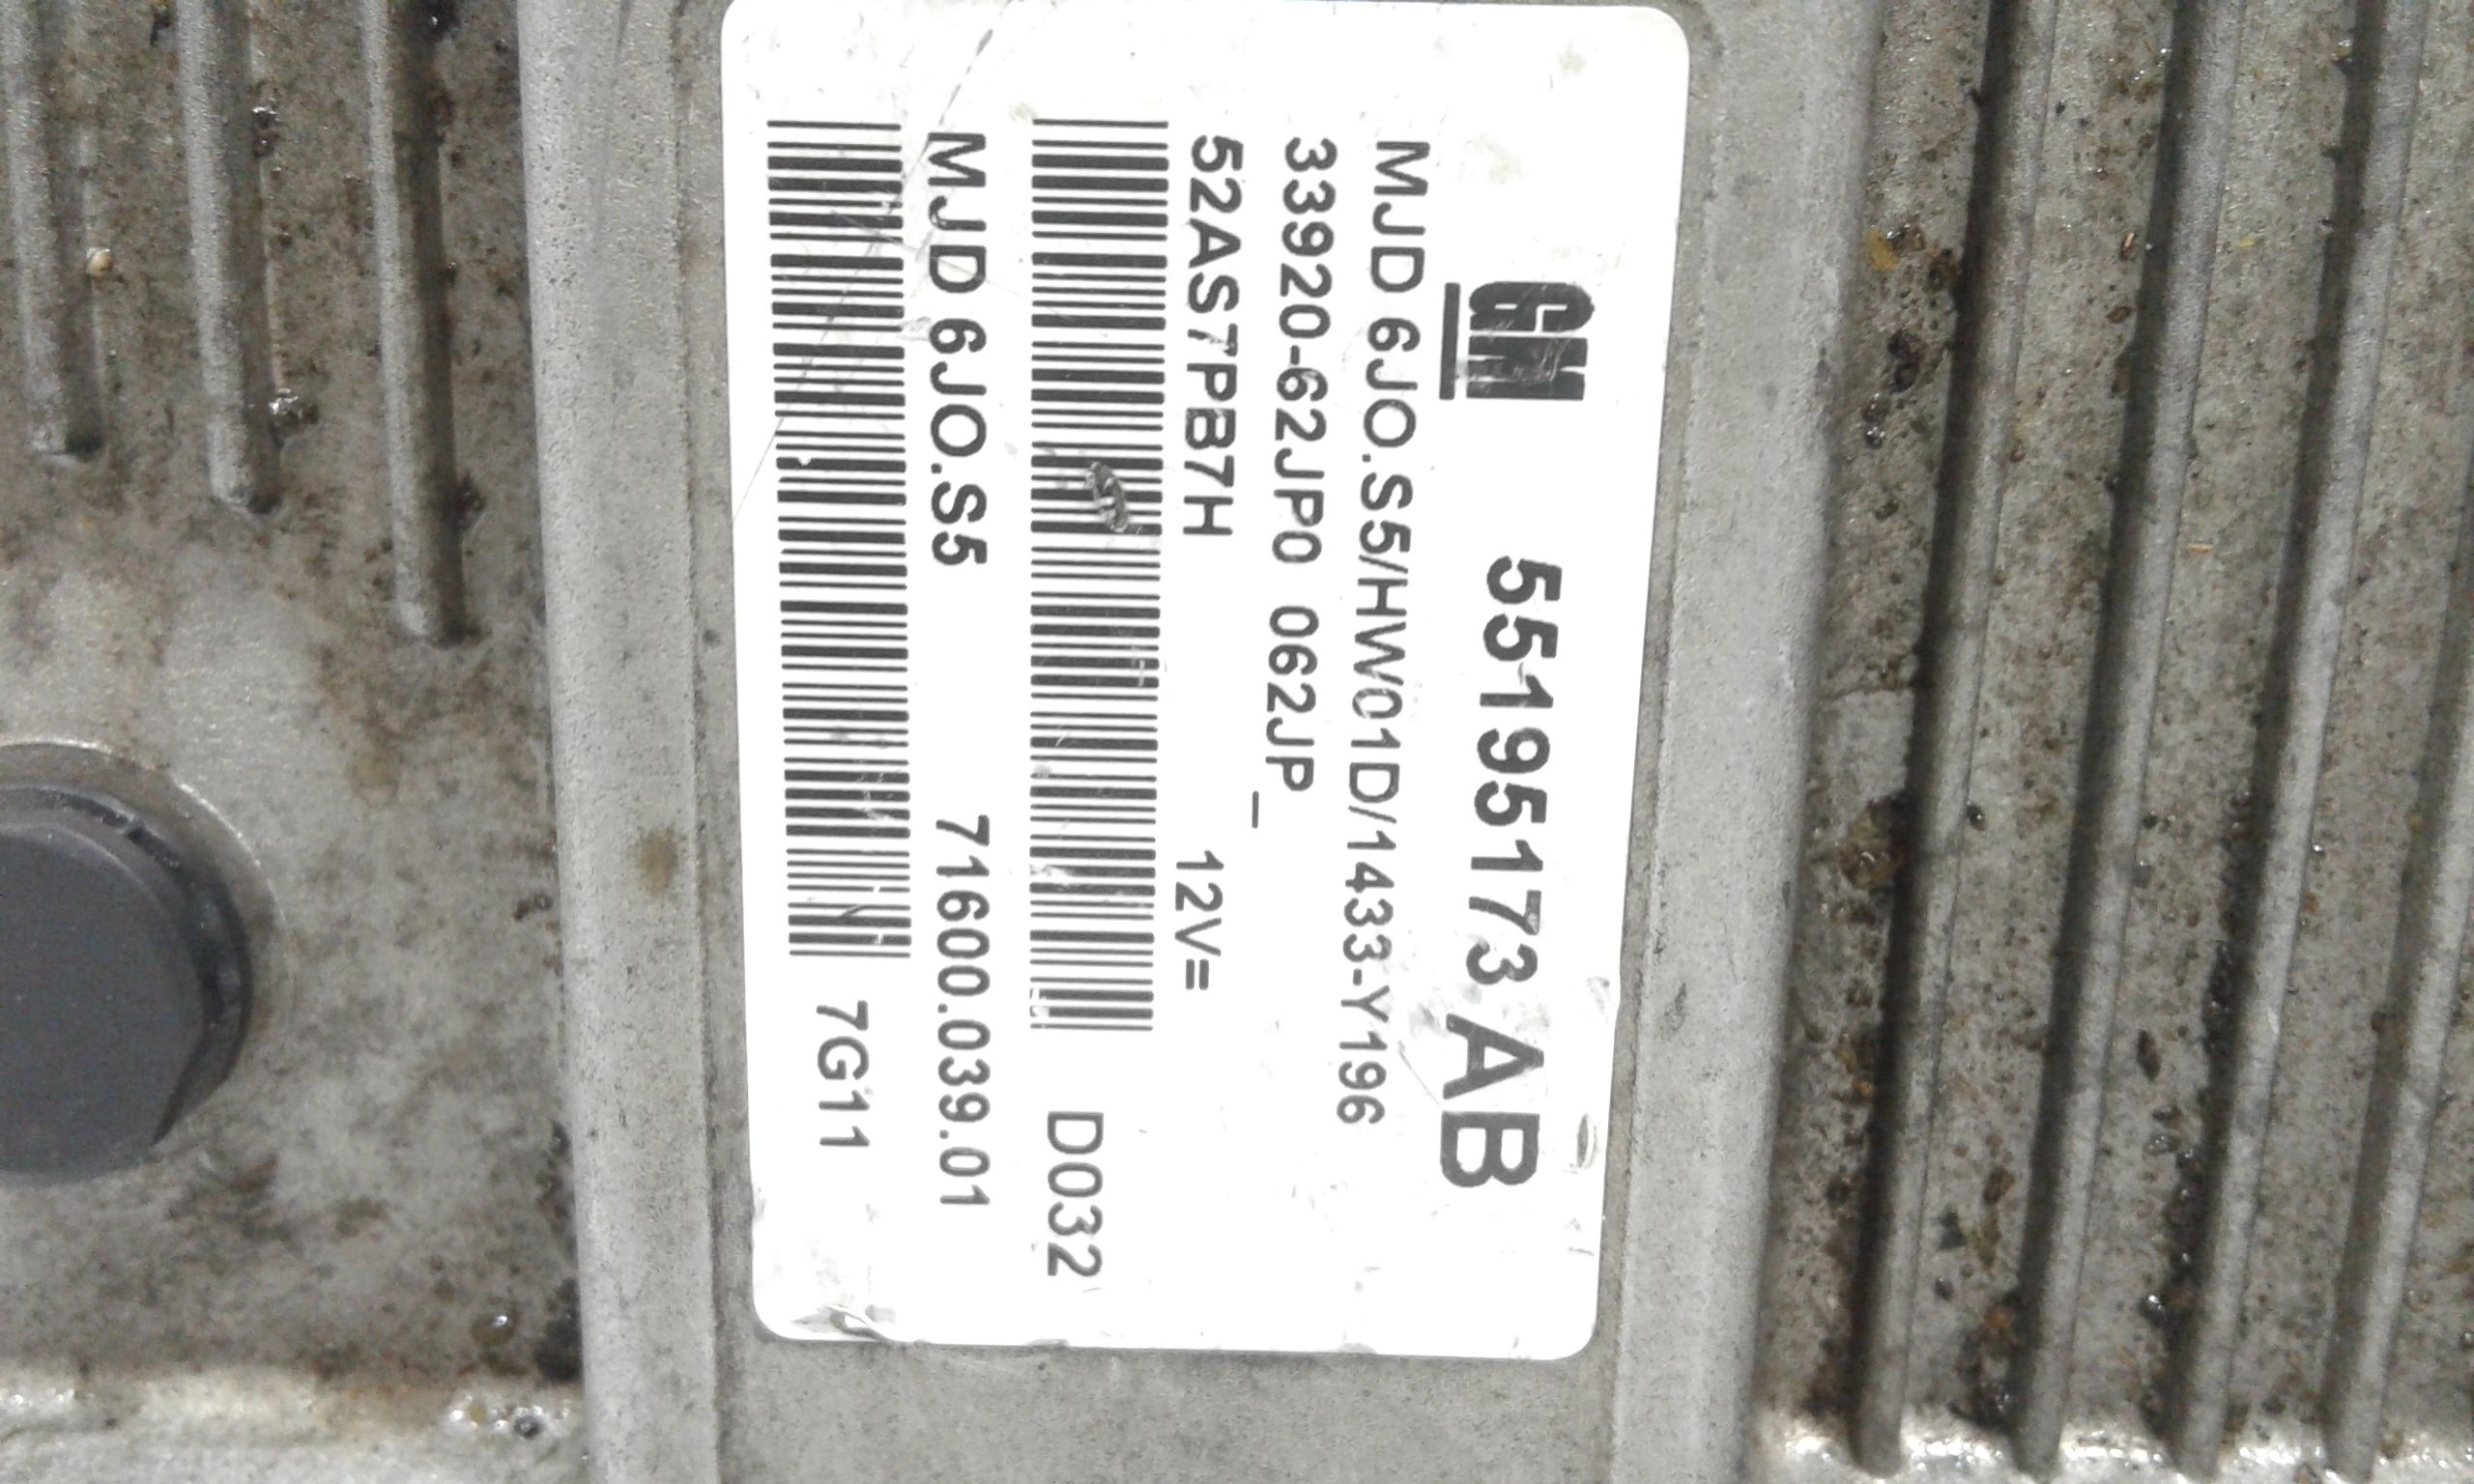 GM 55195173 AB
MJD 6JO.S5/HW01D/1433-Y196
33920-62JP0 062JP_
52AS7PB7H 12V=
D032
MJD 6JO.S5 71600.039.01
7G11